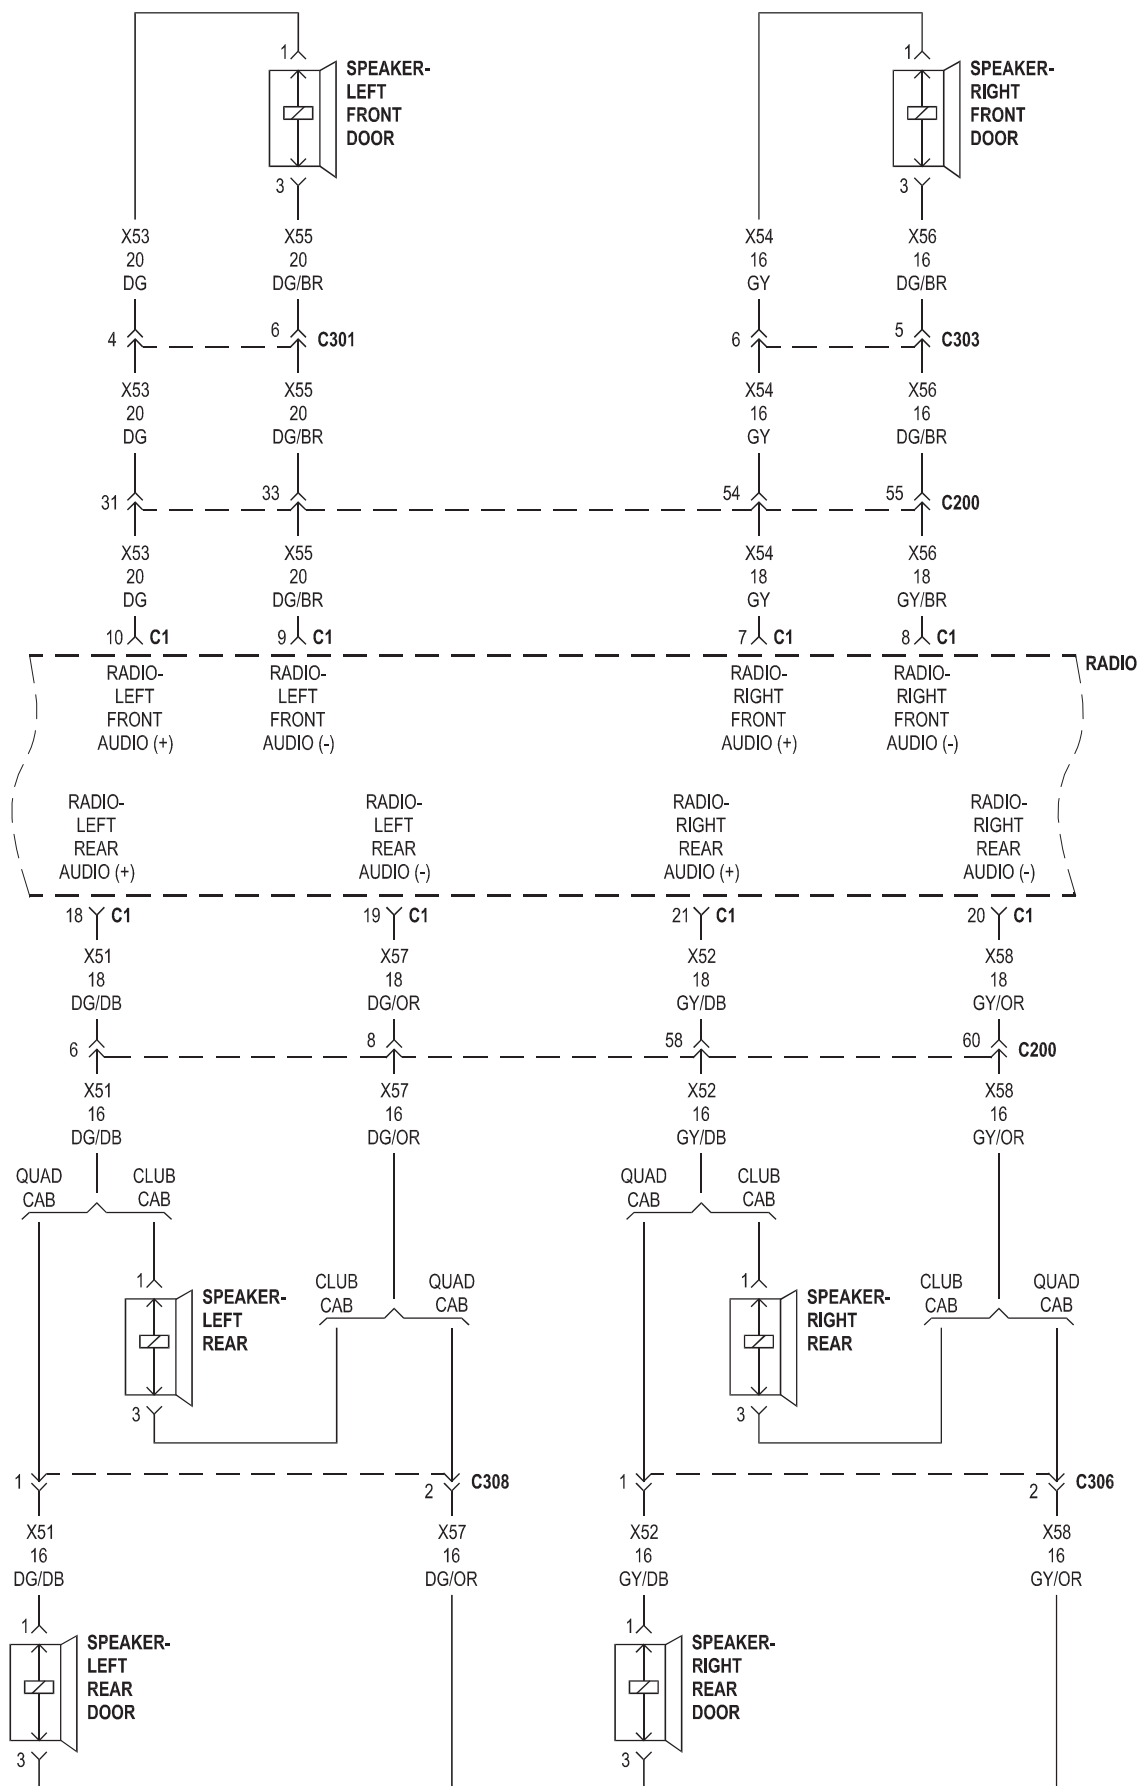 1
SPEAKER-
LEFT
FRONT
DOOR
3
1
SPEAKER-
RIGHT
FRONT
DOOR
3
X53
20
DG
X55
20
DG/BR
X54
16
GY
X56
16
DG/BR
4
6
C301
6
5
C303
X53
20
DG
X55
20
DG/BR
X54
16
GY
X56
16
DG/BR
31
33
54
55
C200
X53
20
DG
X55
20
DG/BR
X54
18
GY
X56
18
GY/BR
10 C1
9 C1
7 C1
8 C1
RADIO
RADIO-
LEFT
FRONT
AUDIO (+)
RADIO-
LEFT
FRONT
AUDIO (-)
RADIO-
RIGHT
FRONT
AUDIO (+)
RADIO-
RIGHT
FRONT
AUDIO (-)
RADIO-
LEFT
REAR
AUDIO (+)
RADIO-
LEFT
REAR
AUDIO (-)
RADIO-
RIGHT
REAR
AUDIO (+)
RADIO-
RIGHT
REAR
AUDIO (-)
18 C1
19 C1
21 C1
20 C1
X51
18
DG/DB
X57
18
DG/OR
X52
18
GY/DB
X58
18
GY/OR
6
8
58
60
C200
X51
16
DG/DB
X57
16
DG/OR
X52
16
GY/DB
X58
16
GY/OR
QUAD
CAB
CLUB
CAB
QUAD
CAB
CLUB
CAB
1
SPEAKER-
LEFT
REAR
3
CLUB
CAB
QUAD
CAB
1
SPEAKER-
RIGHT
REAR
3
CLUB
CAB
QUAD
CAB
1
2
C308
1
2
C306
X51
16
DG/DB
X57
16
DG/OR
X52
16
GY/DB
X58
16
GY/OR
1
SPEAKER-
LEFT
REAR
DOOR
3
1
SPEAKER-
RIGHT
REAR
DOOR
3